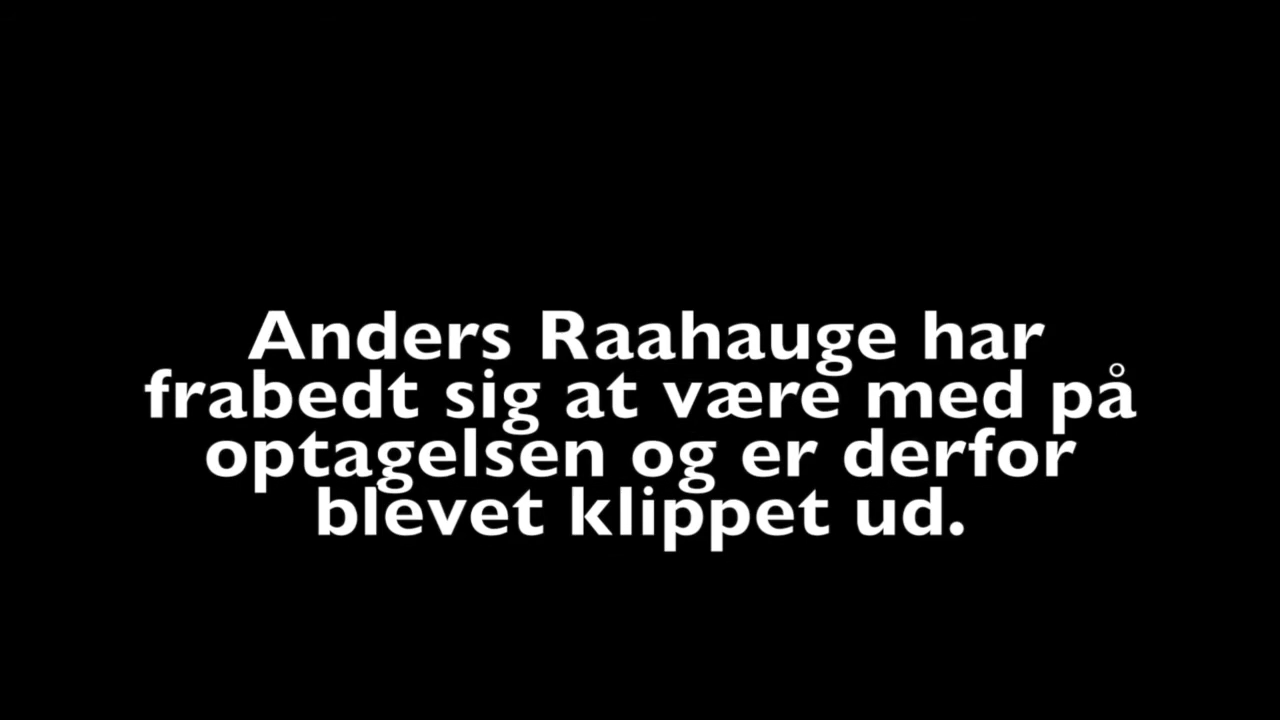 Anders Raahauge har
frabedt sig at være med på
optagelsen og er derfor
blevet klippet ud.